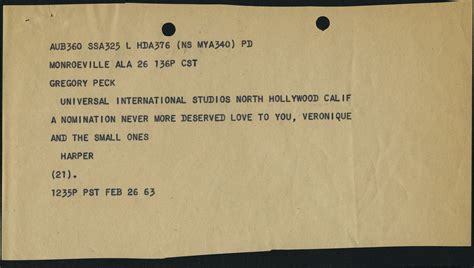 AUB360 SSA325 L HDA376 (NS MYA340) PD
MONROEVILLE ALA 26 136P CST
GREGORY PECK
UNIVERSAL INTERNATIONAL STUDIOS NORTH HOLLYWOOD CALIF
A NOMINATION NEVER MORE DESERVED LOVE TO YOU, VERONIQUE
AND THE SMALL ONES
HARPER
(21).
1235P PST FEB 26 63